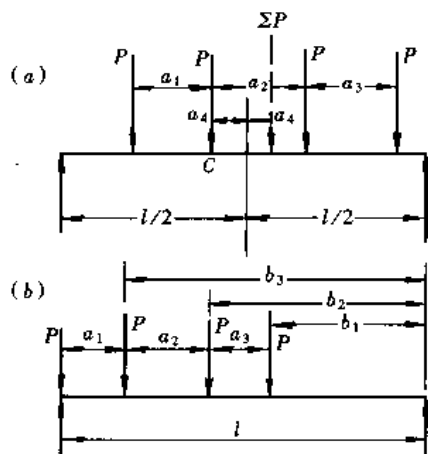 ΣP
(a) P a₁ P a₂ P a₃ P
a₄ a₄
C
l/2 l/2
(b) b₃
b₂
P a₁ P a₂ P a₃ P b₁
l